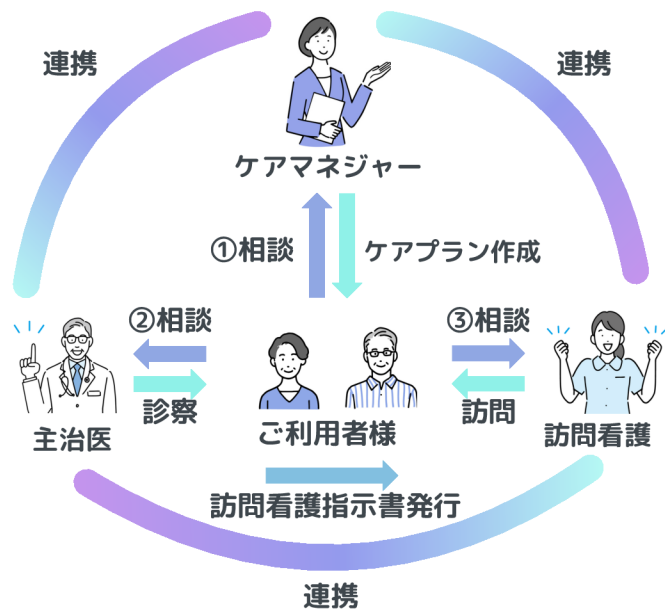 連携
連携
ケアマネジャー
①相談
ケアプラン作成
②相談
③相談
診察
訪問
主治医
ご利用者様
訪問看護
訪問看護指示書発行
連携